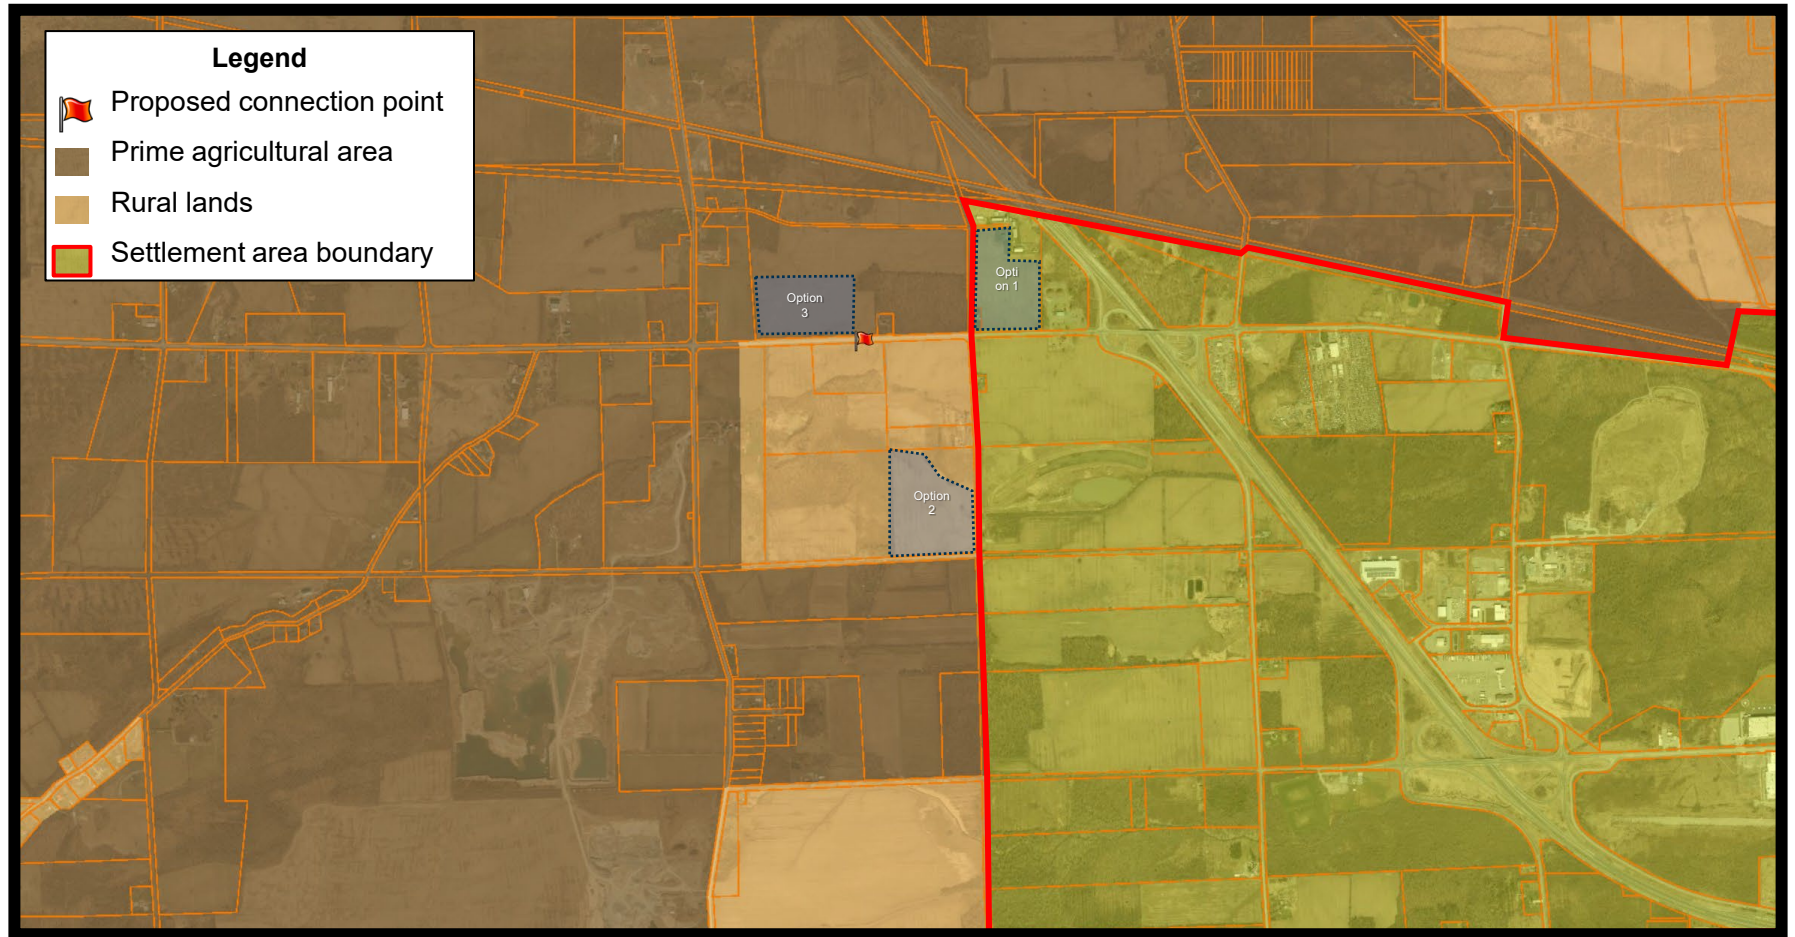 Legend
Proposed connection point
Prime agricultural area
Rural lands
Settlement area boundary
Opti
on 1
Option
3
Option
2